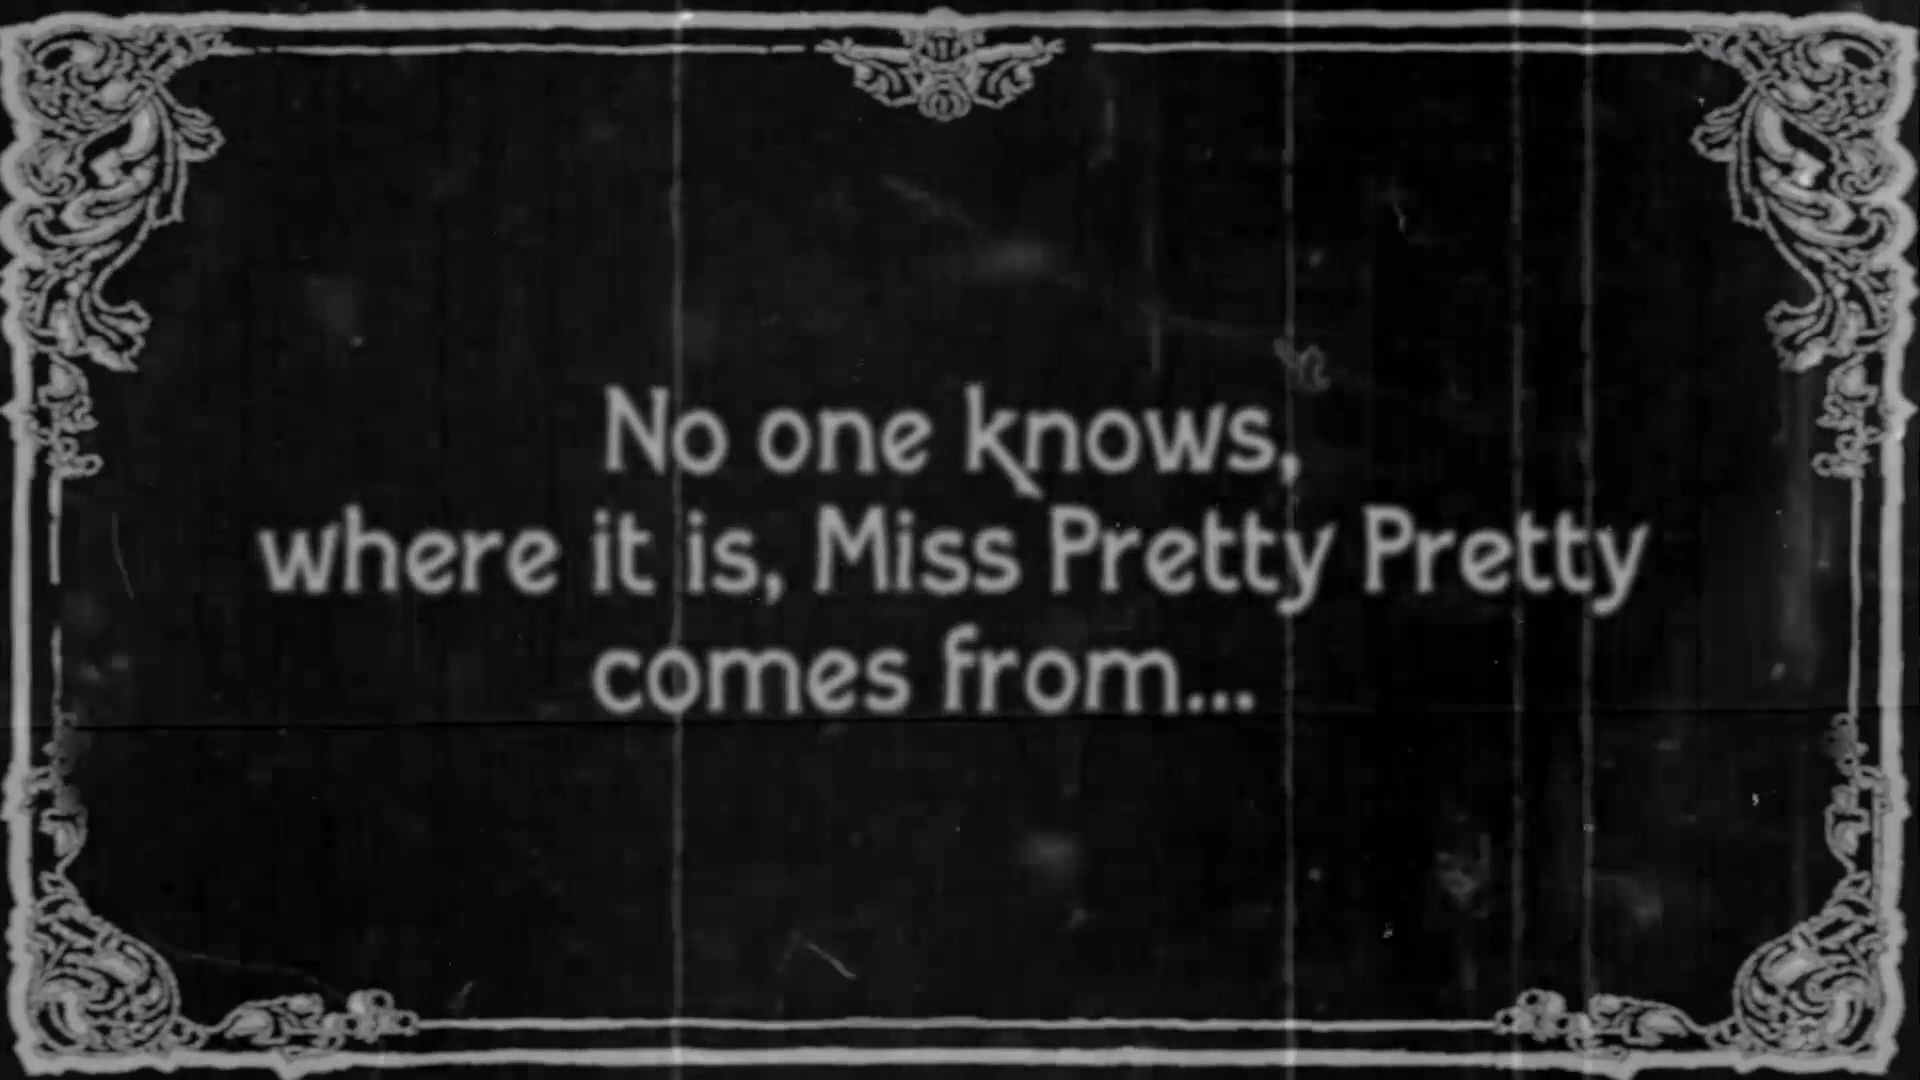 No one knows,
where it is, Miss Pretty Pretty
comes from...